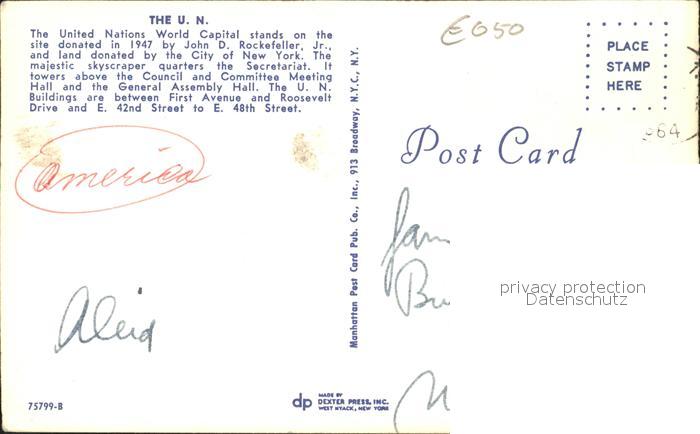 THE U. N.
The United Nations World Capital stands on the
site donated in 1947 by John D. Rockefeller, Jr.,
and land donated by the City of New York. The
majestic skyscraper quarters the Secretariat. It
towers above the Council and Committee Meeting
Hall and the General Assembly Hall. The U. N.
Buildings are between First Avenue and Roosevelt
Drive and E. 42nd Street to E. 48th Street.
america
75799-B
Manhattan Post Card Pub. Co., Inc., 913 Broadway, N.Y.C., N.Y.
dp
MADE BY
DEXTER PRESS, INC.
WEST NYACK, NEW YORK
E050
PLACE
STAMP
HERE
Post Card
privacy protection
Datenschutz